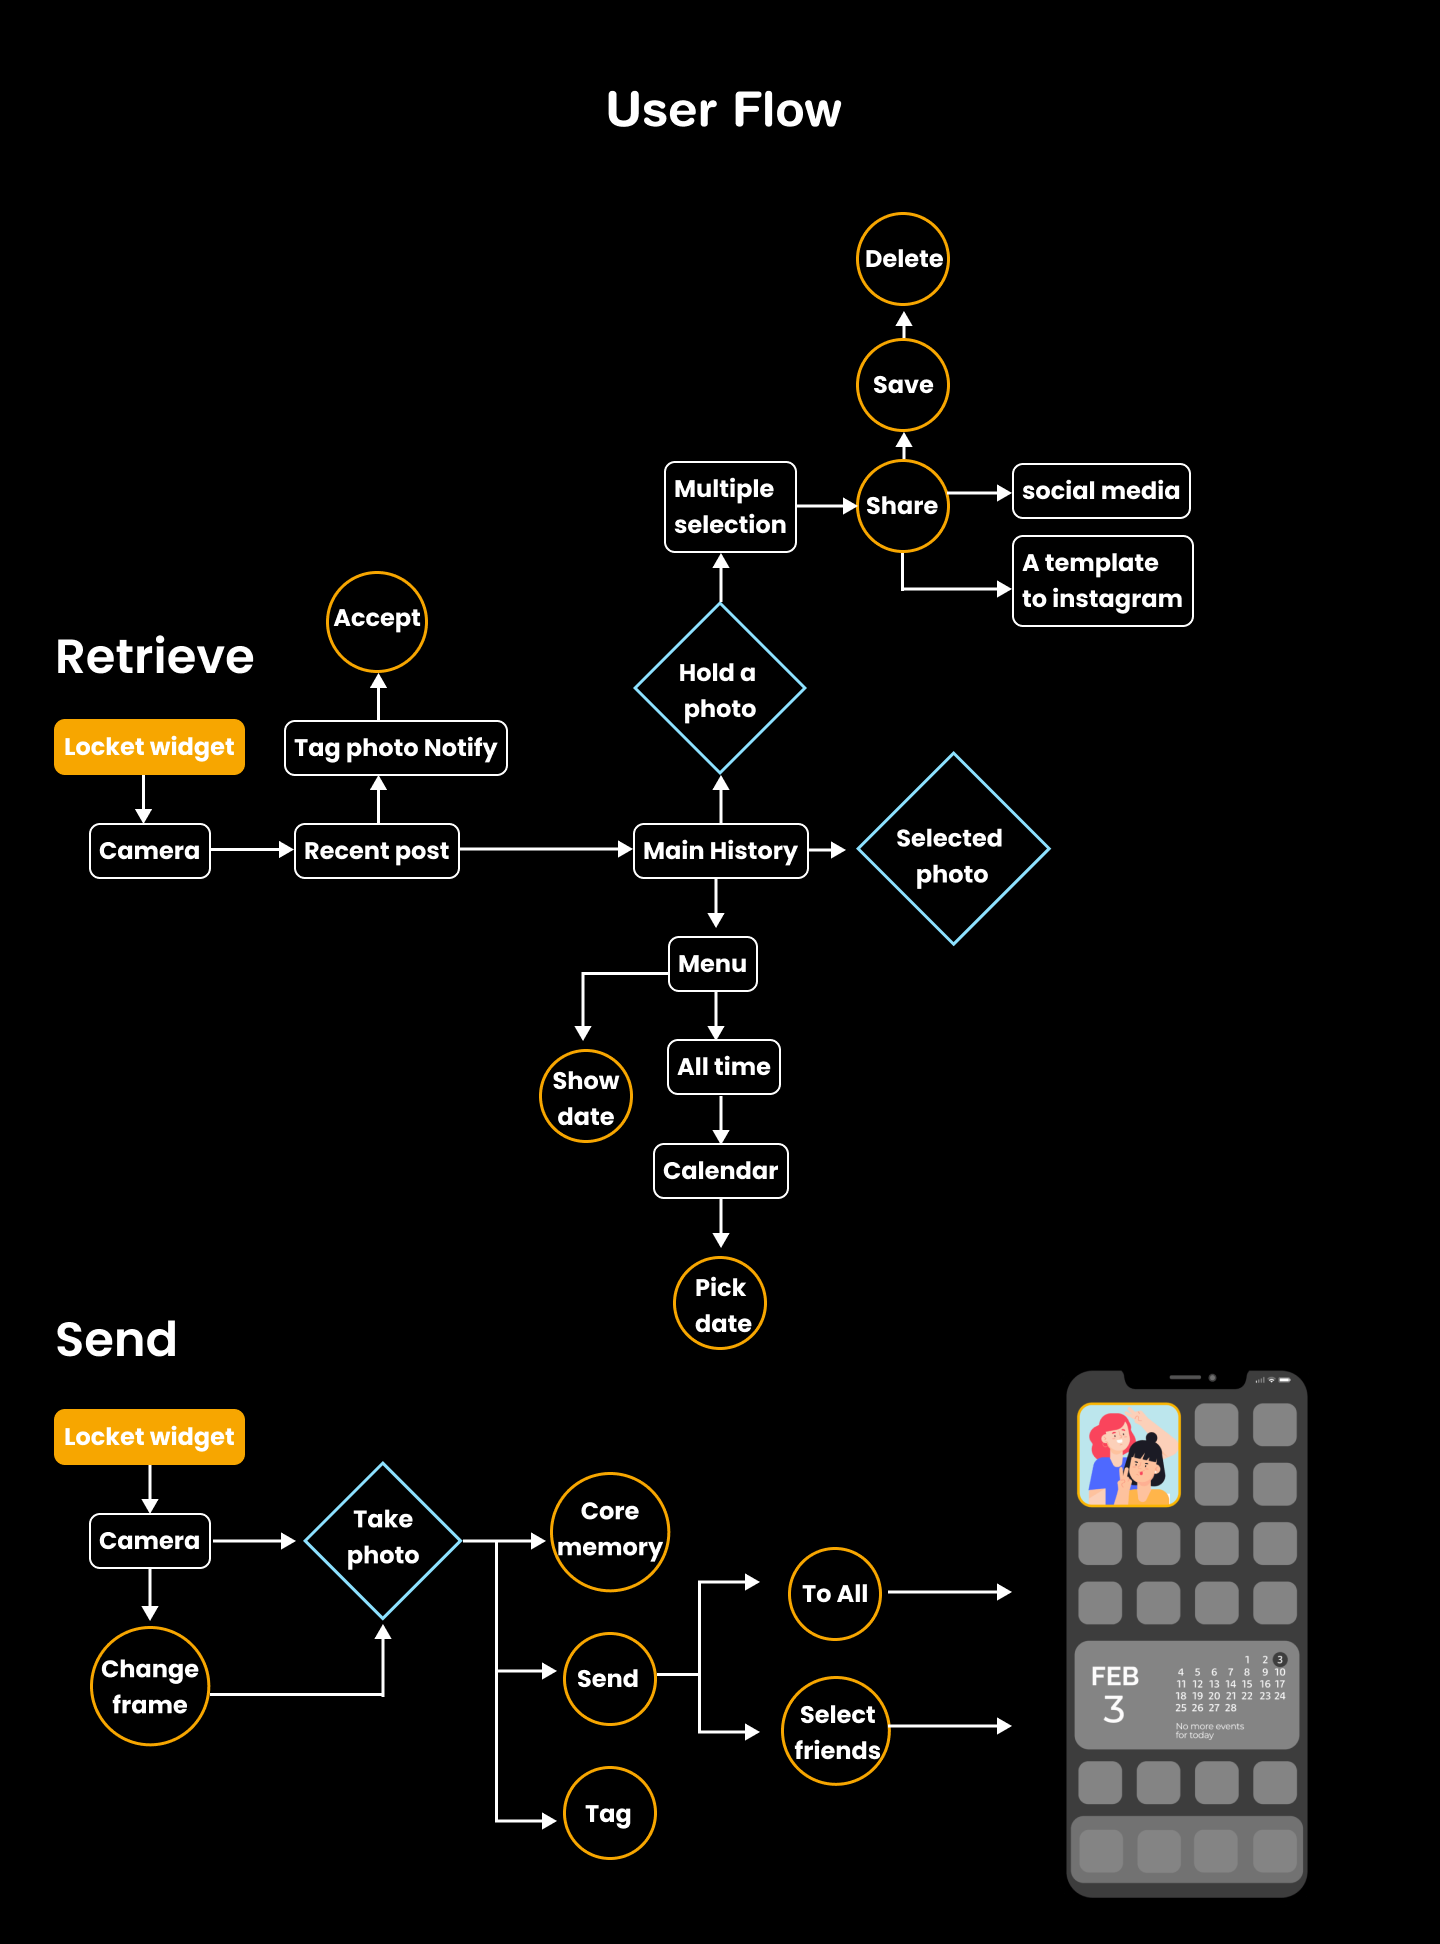 User Flow
Delete
Save
Multiple
selection
Share
social media
A template
to instagram
Accept
Retrieve
Hold a
photo
Locket widget
Tag photo Notify
Camera
Recent post
Main History
Selected
photo
Menu
All time
Show
date
Calendar
Pick
date
Send
Locket widget
Camera
Take
photo
Core
memory
To All
Change
frame
Send
Select
friends
Tag
FEB
3
1 2 3
4 5 6 7 8 9 10
11 12 13 14 15 16 17
18 19 20 21 22 23 24
25 26 27 28
No more events
for today